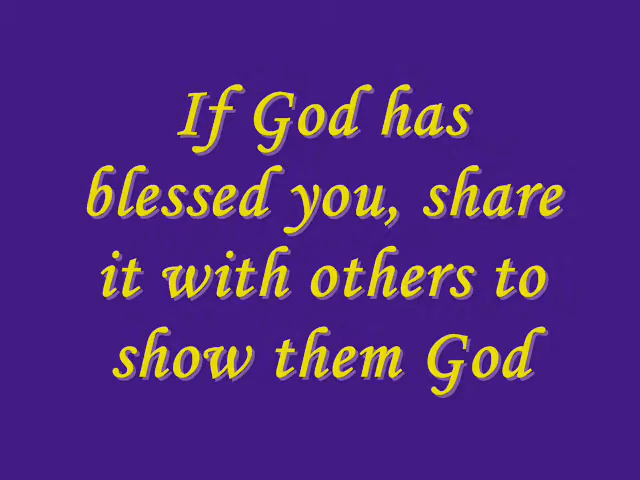 If God has
blessed you, share
it with others to
show them God